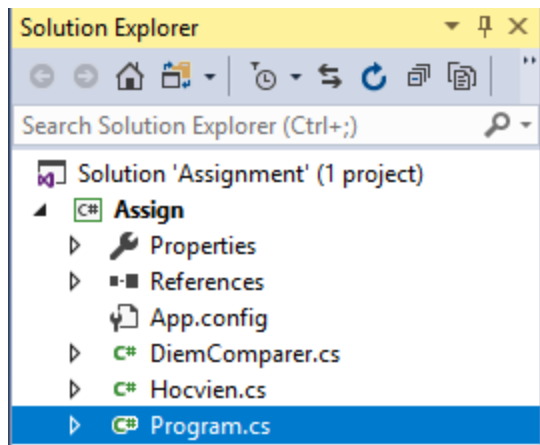 Solution Explorer
Search Solution Explorer (Ctrl+;)
Solution 'Assignment' (1 project)
C# Assign
Properties
References
App.config
C# DiemComparer.cs
C# Hocvien.cs
C# Program.cs